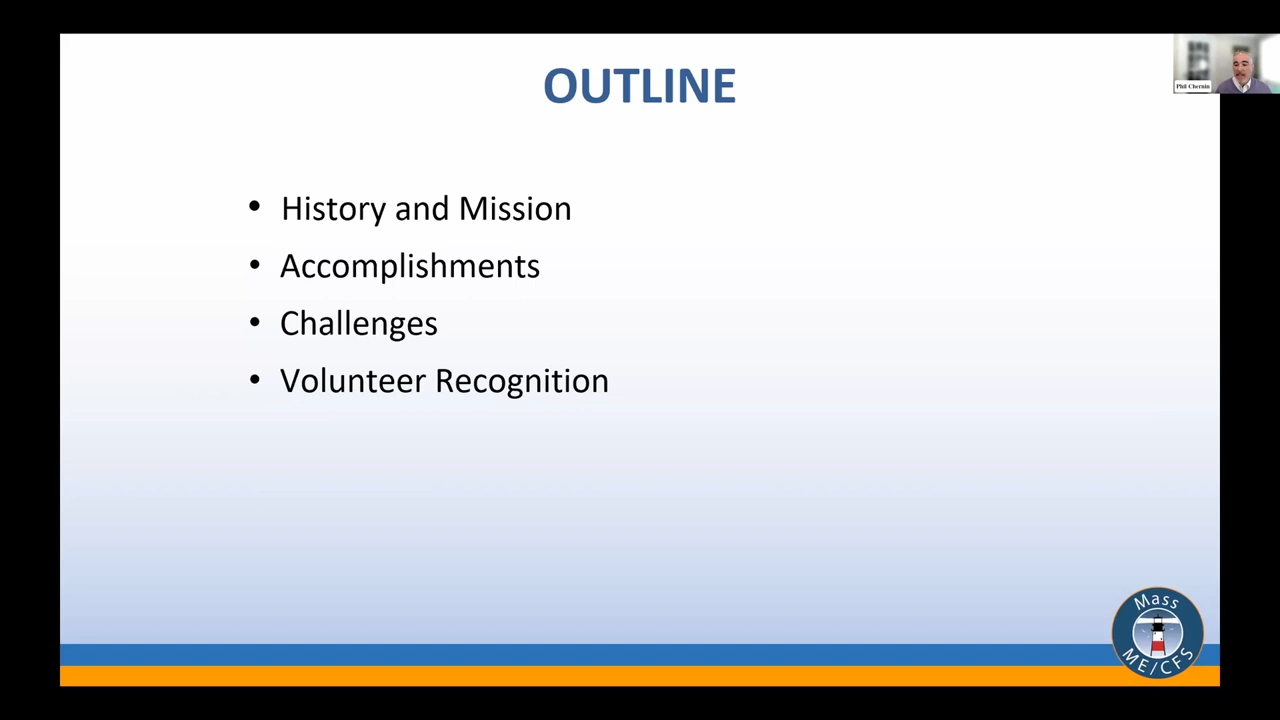 OUTLINE
Phil Chernin
• History and Mission
• Accomplishments
• Challenges
• Volunteer Recognition
Mass
ME/CFS